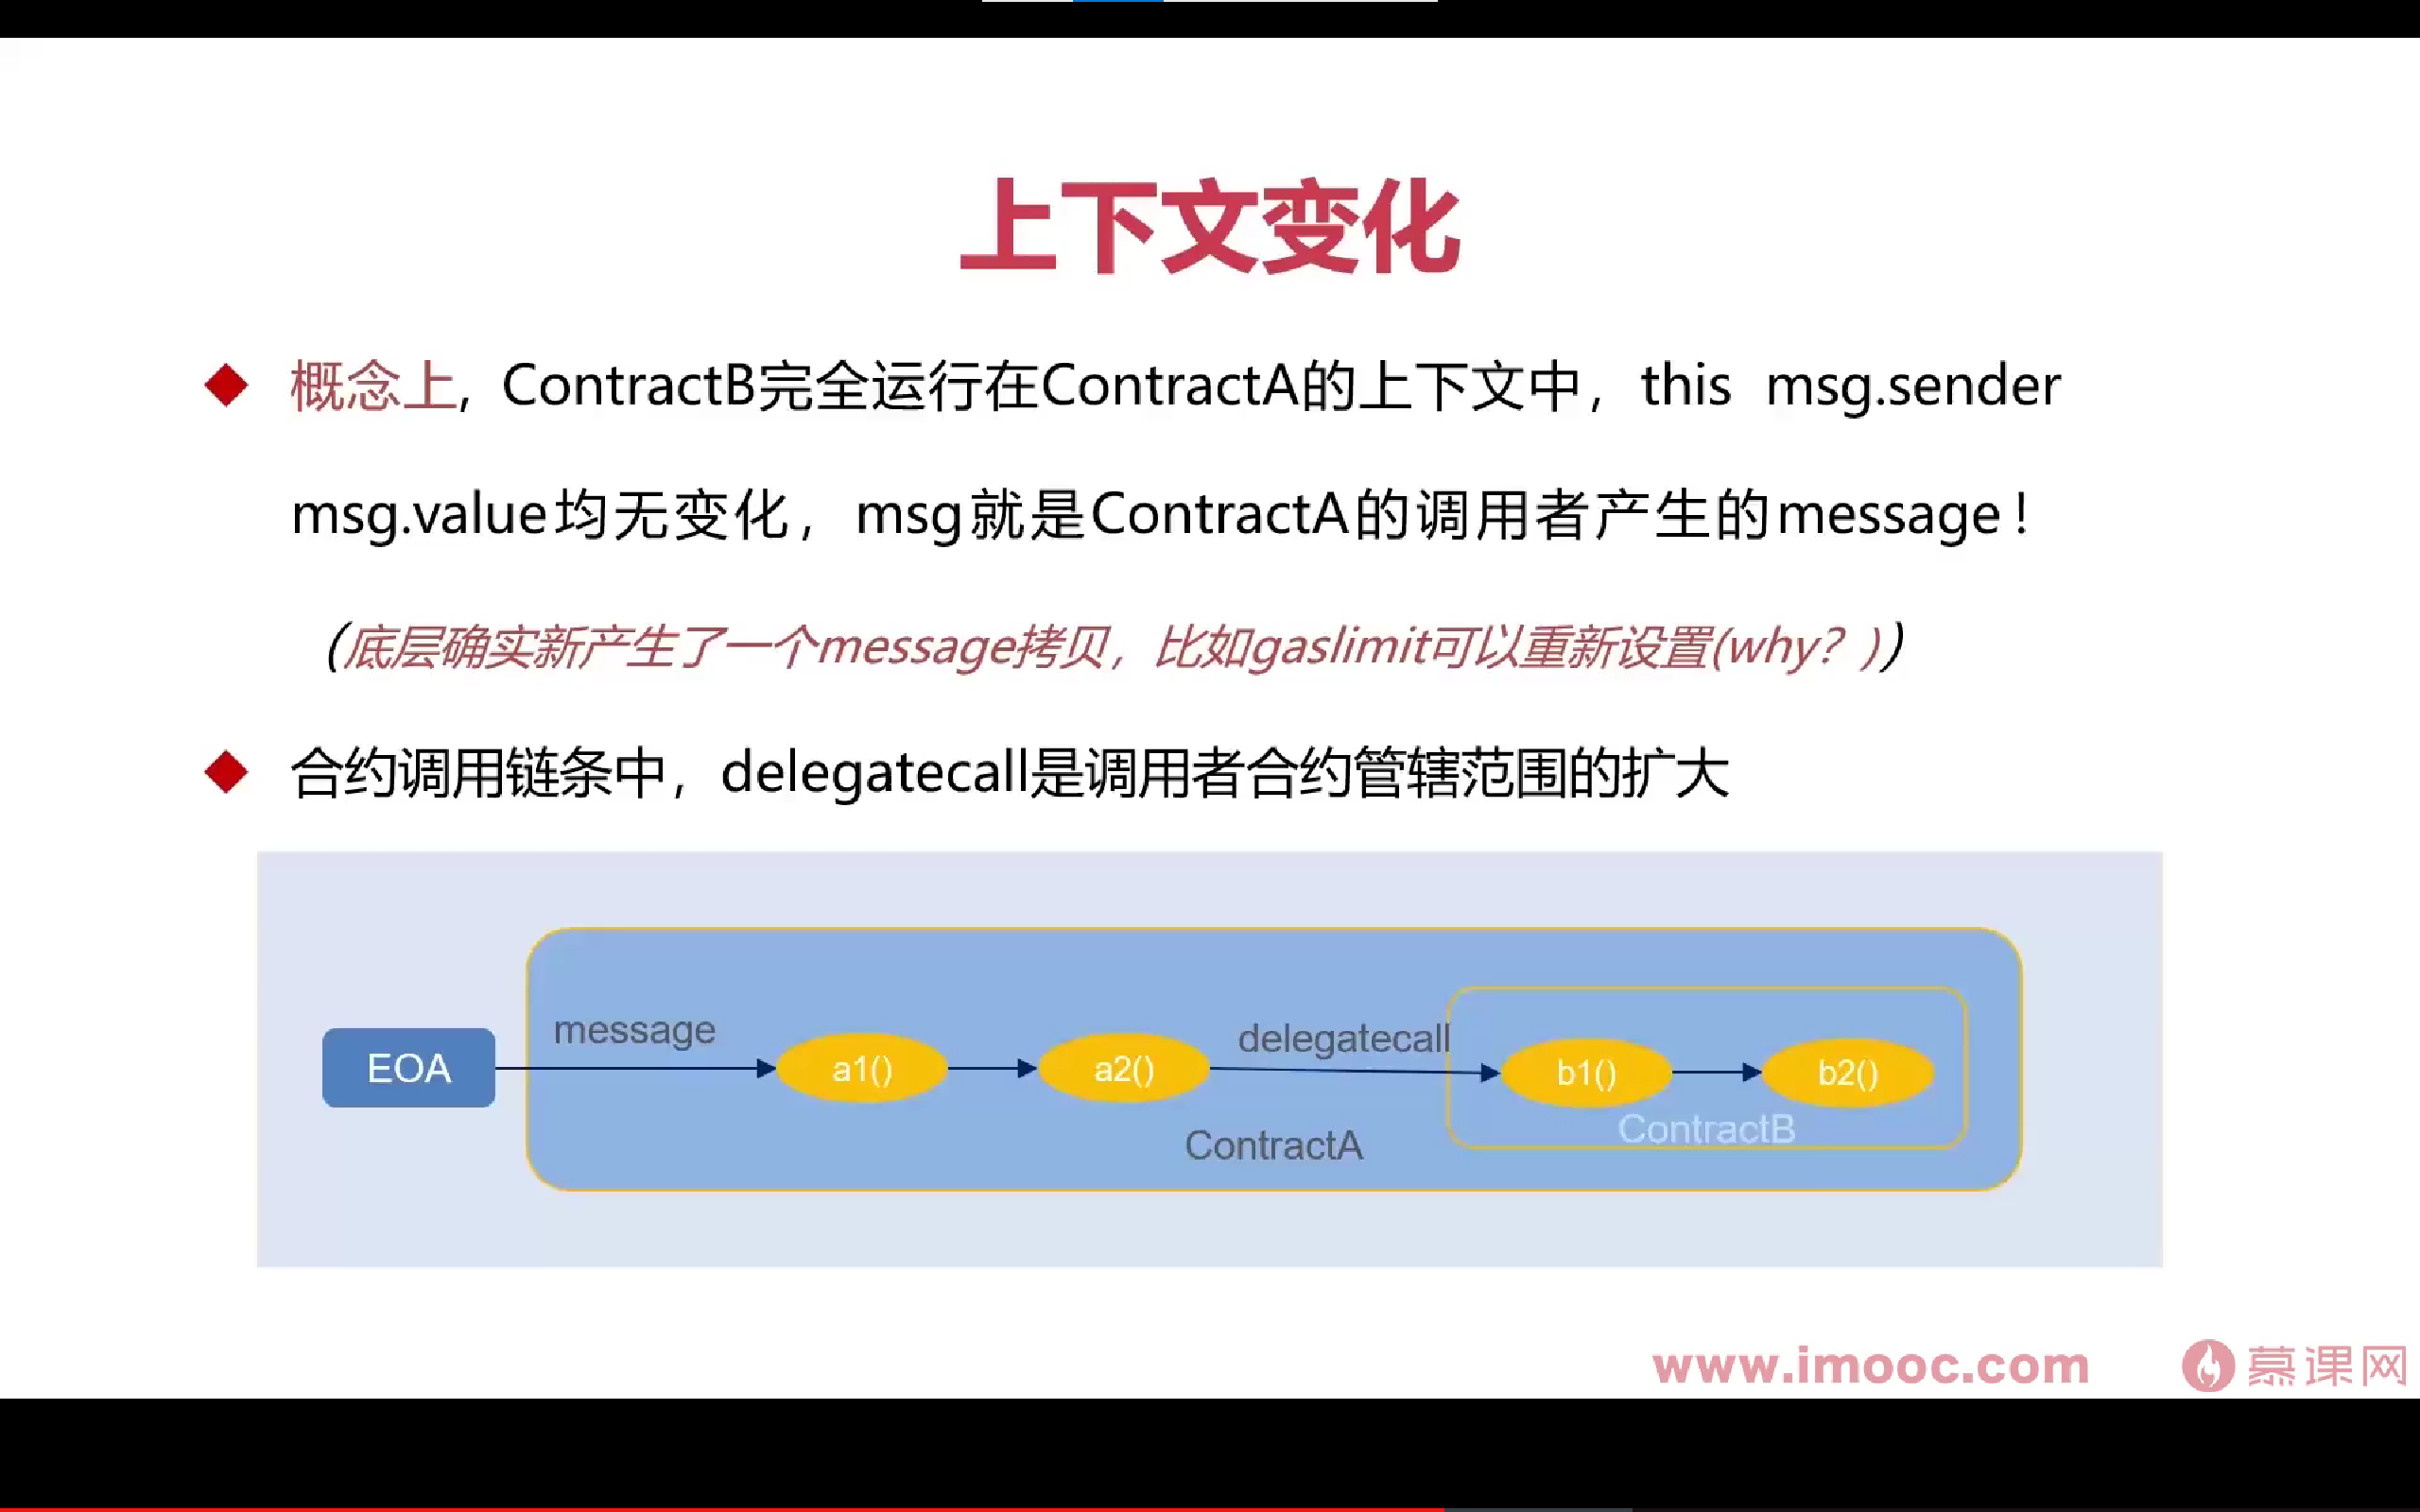 上下文变化
概念上，ContractB完全运行在ContractA的上下文中，this msg.sender
msg.value均无变化，msg就是ContractA的调用者产生的message！
（底层确实新产生了一个message拷贝，比如gaslimit可以重新设置(why？)）
合约调用链条中，delegatecall是调用者合约管辖范围的扩大
EOA
message
a1()
a2()
delegatecall
b1()
b2()
ContractB
ContractA
www.imooc.com
慕课网